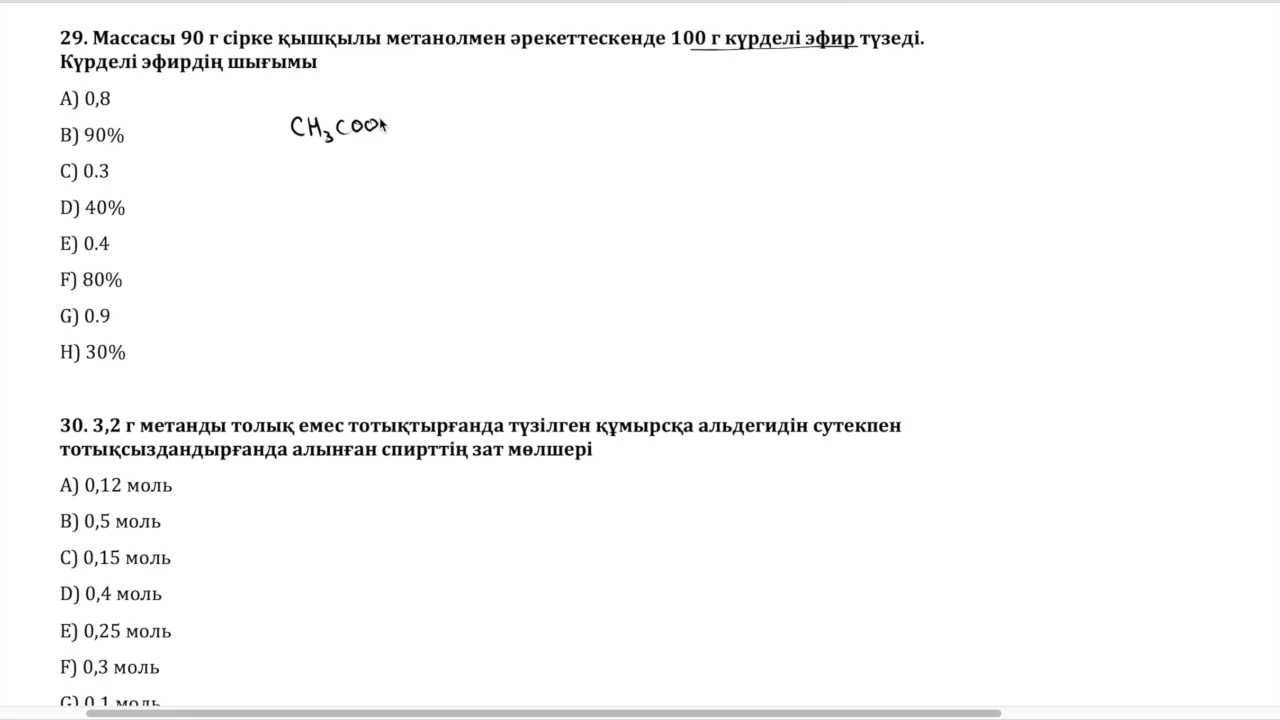 29. Массасы 90 г сірке қышқылы метанолмен әрекеттескенде 100 г күрделі эфир түзеді.
Күрделі эфирдің шығымы
A) 0,8
B) 90%
C) 0.3
D) 40%
E) 0.4
F) 80%
G) 0.9
H) 30%
CH₃COO
30. 3,2 г метанды толық емес тотықтырғанда түзілген құмырсқа альдегидін сутекпен
тотықсыздандырғанда алынған спирттің зат мөлшері
A) 0,12 моль
B) 0,5 моль
C) 0,15 моль
D) 0,4 моль
E) 0,25 моль
F) 0,3 моль
G) 0,1 моль